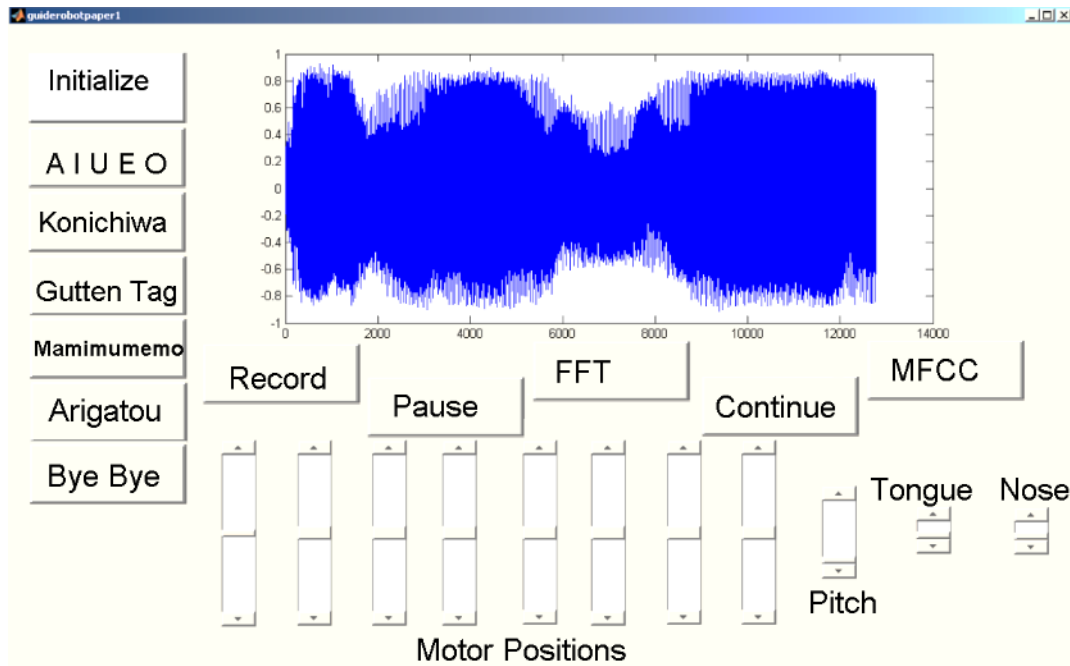 guiderobotpaper1
Initialize
A I U E O
Konichiwa
Gutten Tag
Mamimumemo
Arigatou
Bye Bye
1
0.8
0.6
0.4
0.2
0
-0.2
-0.4
-0.6
-0.8
-1
0 2000 4000 6000 8000 10000 12000 14000
Record
Pause
FFT
Continue
MFCC
Tongue
Nose
Pitch
Motor Positions